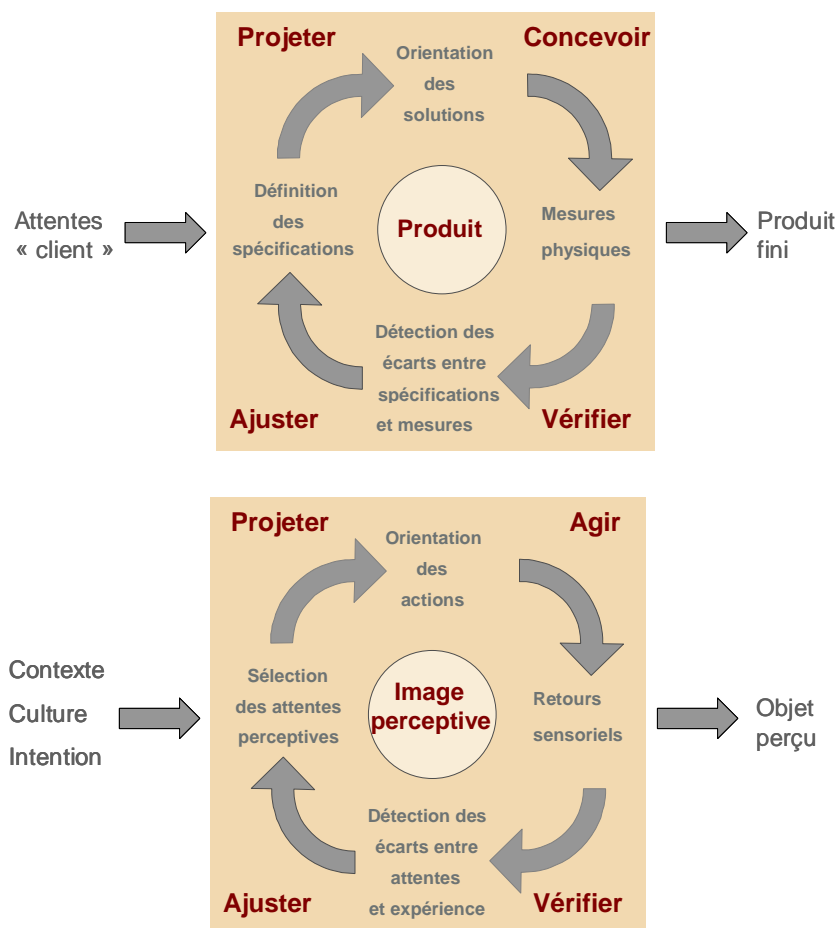 Projeter
Concevoir
Orientation
des
solutions
Définition
des
spécifications
Attentes
« client »
Produit
Mesures
physiques
Produit
fini
Détection des
écarts entre
spécifications
et mesures
Ajuster
Vérifier
Projeter
Agir
Orientation
des
actions
Contexte
Culture
Intention
Sélection
des attentes
perceptives
Image
perceptive
Retours
sensoriels
Objet
perçu
Détection des
écarts entre
attentes
et expérience
Ajuster
Vérifier